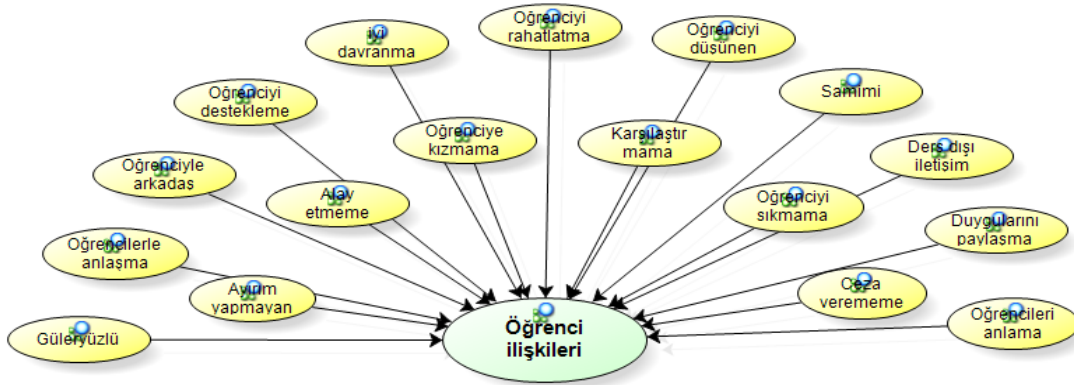 iyi
davranma
Öğrenciyi
rahatlatma
Öğrenciyi
düşünen
Öğrenciyi
destekleme
Samimi
Öğrenciye
kızmama
Karşılaştır
mama
Ders dışı
iletişim
Öğrenciyle
arkadaş
Alay
etmeme
Öğrenciyi
sıkmama
Duygularını
paylaşma
Öğrencilerle
anlaşma
Ayırım
yapmayan
Ceza
verememe
Öğrencileri
anlama
Güleryüzlü
Öğrenci
ilişkileri